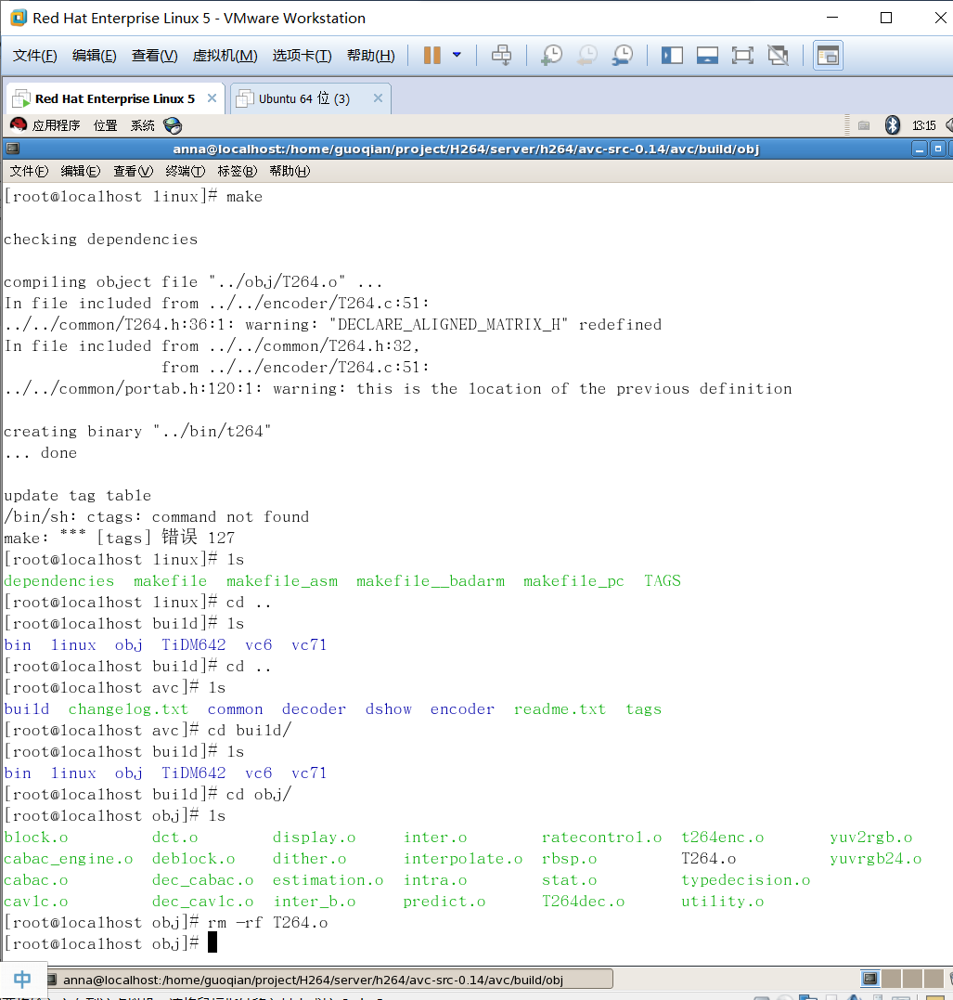 Red Hat Enterprise Linux 5 - VMware Workstation
文件(F) 编辑(E) 查看(V) 虚拟机(M) 选项卡(T) 帮助(H)
Red Hat Enterprise Linux 5 Ubuntu 64 位 (3)
应用程序 位置 系统 13:15
anna@localhost:/home/guoqian/project/H264/server/h264/avc-src-0.14/avc/build/obj
文件(F) 编辑(E) 查看(V) 终端(T) 标签(B) 帮助(H)
[root@localhost linux]# make
checking dependencies
compiling object file "../obj/T264.o" ...
In file included from ../../encoder/T264.c:51:
../../common/T264.h:36:1: warning: "DECLARE_ALIGNED_MATRIX_H" redefined
In file included from ../../common/T264.h:32,
from ../../encoder/T264.c:51:
../../common/portab.h:120:1: warning: this is the location of the previous definition
creating binary "../bin/t264"
... done
update tag table
/bin/sh: ctags: command not found
make: *** [tags] 错误 127
[root@localhost linux]# ls
dependencies makefile makefile_asm makefile__badarm makefile_pc TAGS
[root@localhost linux]# cd ..
[root@localhost build]# ls
bin linux obj TiDM642 vc6 vc71
[root@localhost build]# cd ..
[root@localhost avc]# ls
build changelog.txt common decoder dshow encoder readme.txt tags
[root@localhost avc]# cd build/
[root@localhost build]# ls
bin linux obj TiDM642 vc6 vc71
[root@localhost build]# cd obj/
[root@localhost obj]# ls
block.o dct.o display.o inter.o ratecontrol.o t264enc.o yuv2rgb.o
cabac_engine.o deblock.o dither.o interpolate.o rbsp.o T264.o yuvrgb24.o
cabac.o dec_cabac.o estimation.o intra.o stat.o typedecision.o
cavlc.o dec_cavlc.o inter_b.o predict.o T264dec.o utility.o
[root@localhost obj]# rm -rf T264.o
[root@localhost obj]#
中 anna@localhost:/home/guoqian/project/H264/server/h264/avc-src-0.14/avc/build/obj